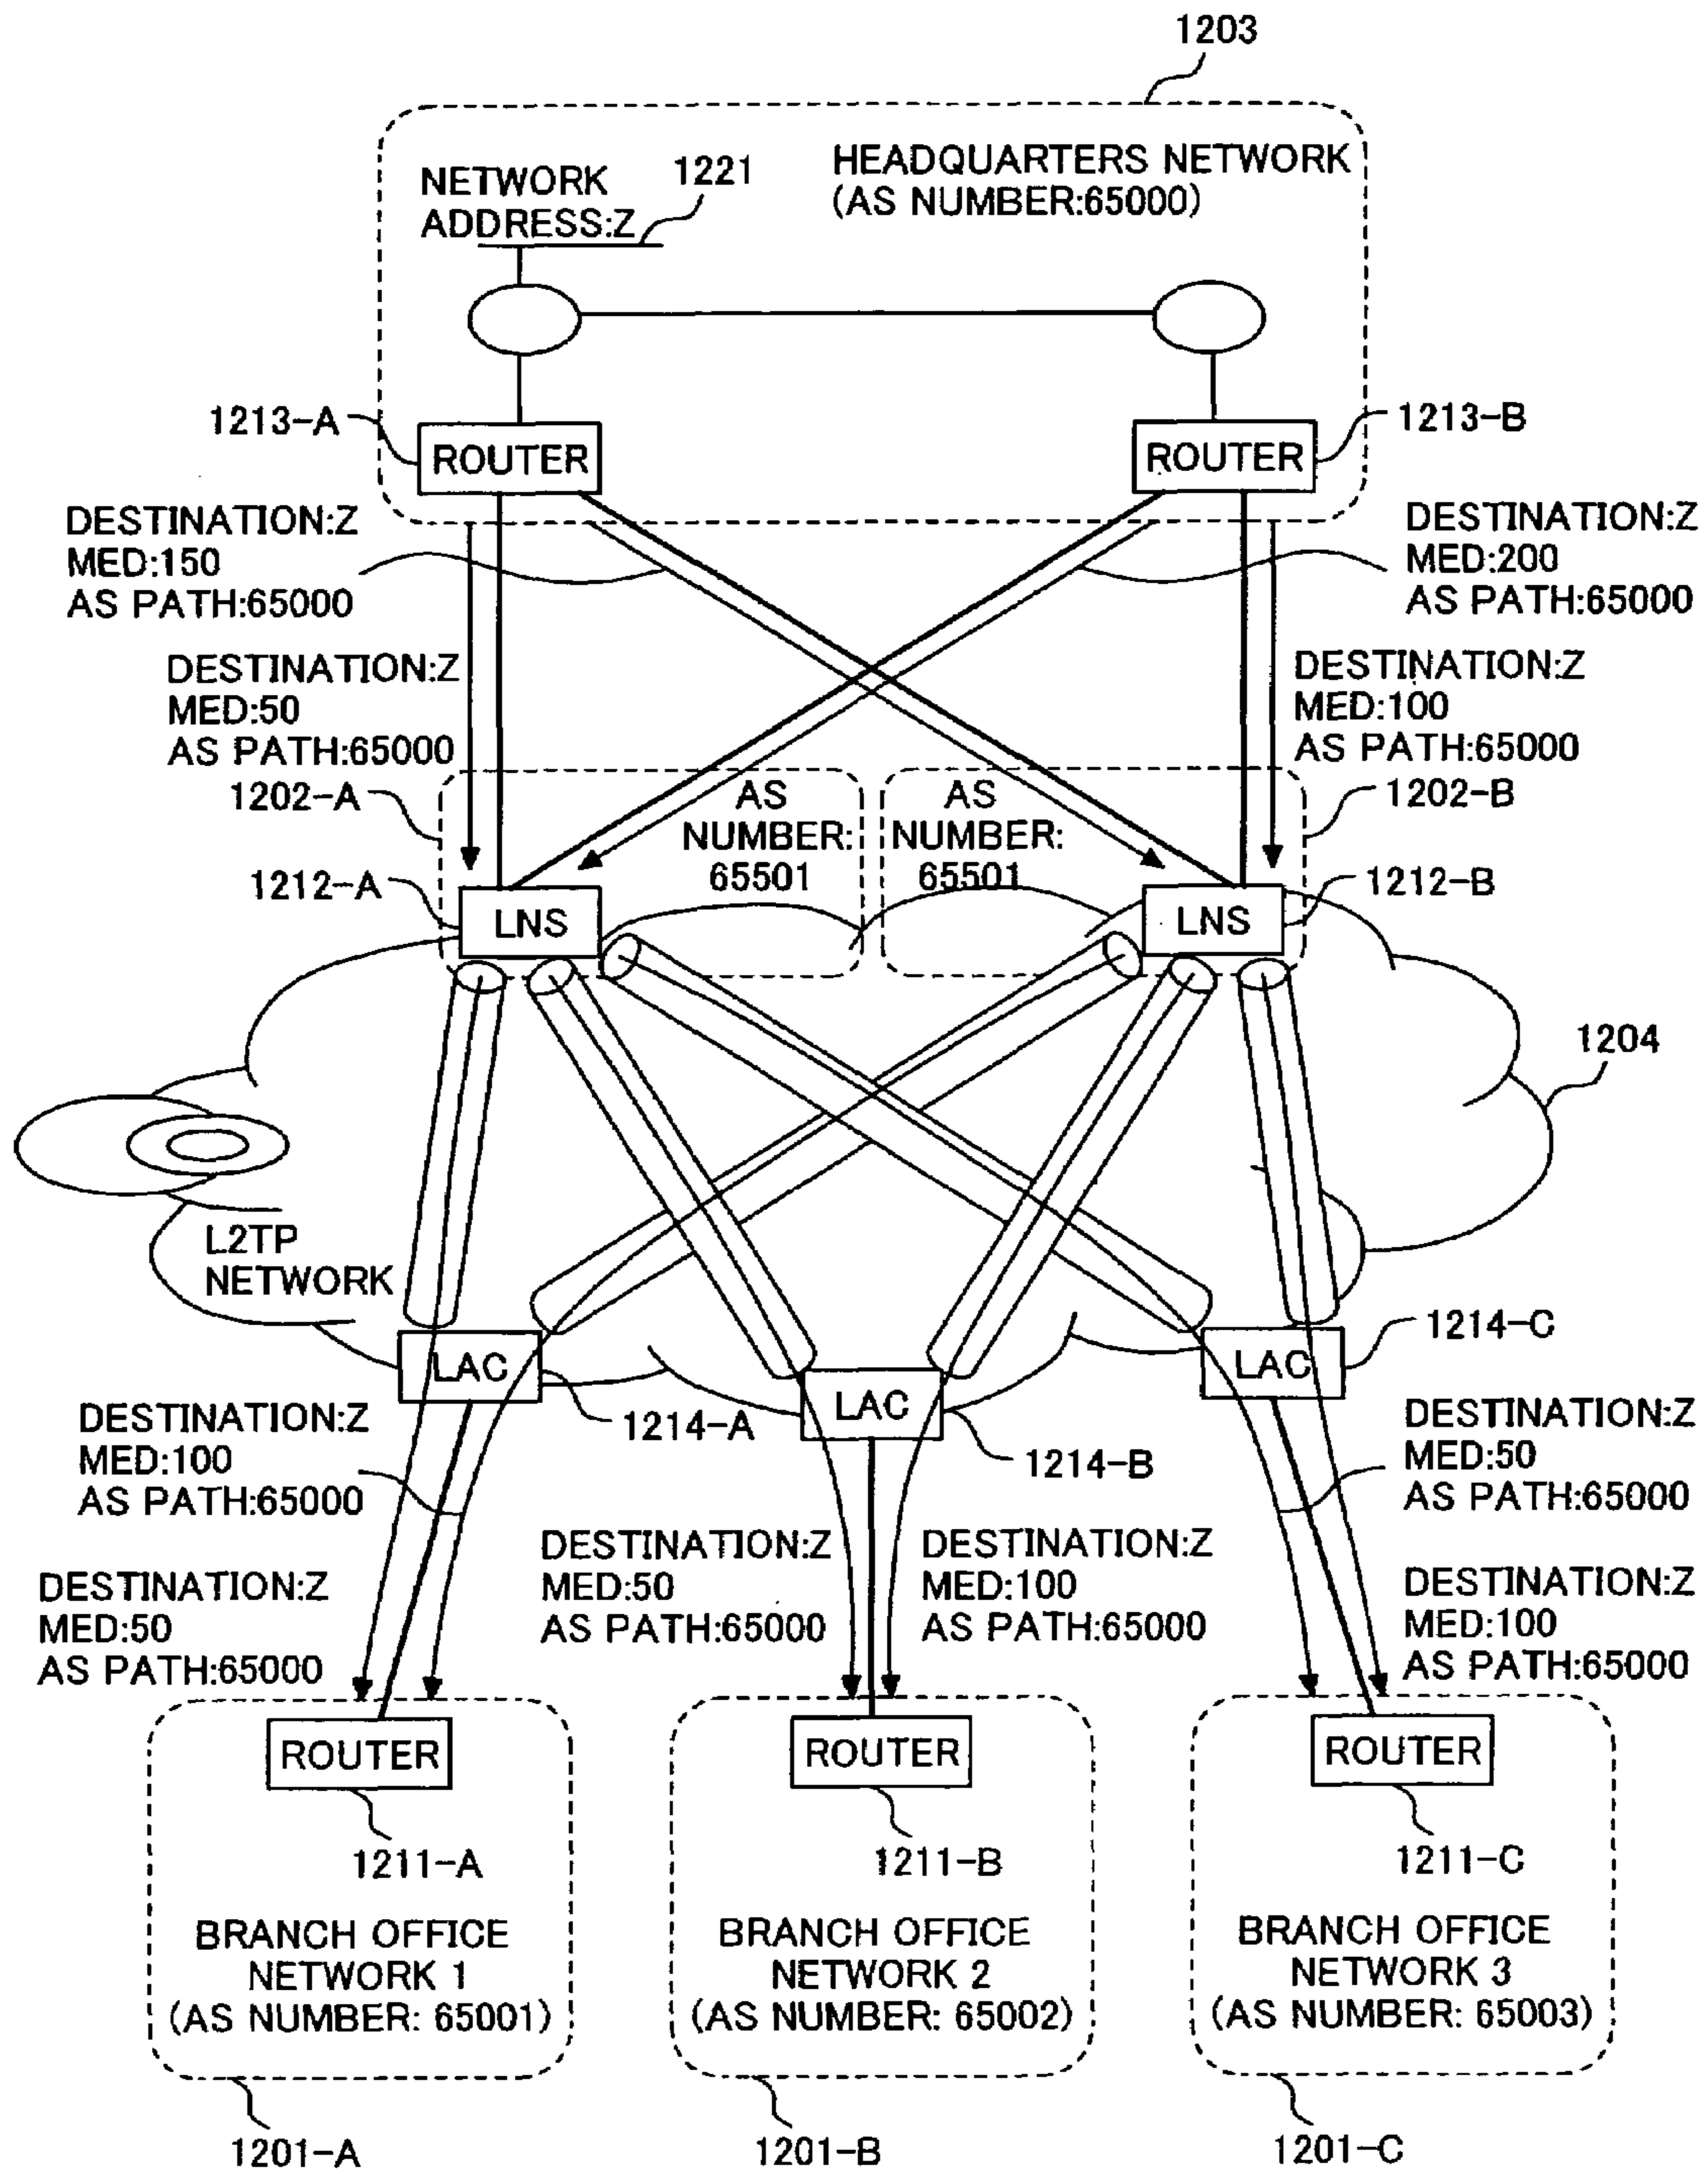 1203
NETWORK
ADDRESS:Z
1221
HEADQUARTERS NETWORK
(AS NUMBER:65000)
1213-A
ROUTER
ROUTER
1213-B
DESTINATION:Z
MED:150
AS PATH:65000
DESTINATION:Z
MED:200
AS PATH:65000
DESTINATION:Z
MED:50
AS PATH:65000
DESTINATION:Z
MED:100
AS PATH:65000
1202-A
AS
NUMBER:
65501
AS
NUMBER:
65501
1202-B
1212-A
LNS
LNS
1212-B
1204
L2TP
NETWORK
LAC
1214-A
LAC
1214-B
LAC
1214-C
DESTINATION:Z
MED:100
AS PATH:65000
DESTINATION:Z
MED:50
AS PATH:65000
DESTINATION:Z
MED:50
AS PATH:65000
DESTINATION:Z
MED:100
AS PATH:65000
DESTINATION:Z
MED:50
AS PATH:65000
DESTINATION:Z
MED:100
AS PATH:65000
ROUTER
1211-A
BRANCH OFFICE
NETWORK 1
(AS NUMBER: 65001)
1201-A
ROUTER
1211-B
BRANCH OFFICE
NETWORK 2
(AS NUMBER: 65002)
1201-B
ROUTER
1211-C
BRANCH OFFICE
NETWORK 3
(AS NUMBER: 65003)
1201-C